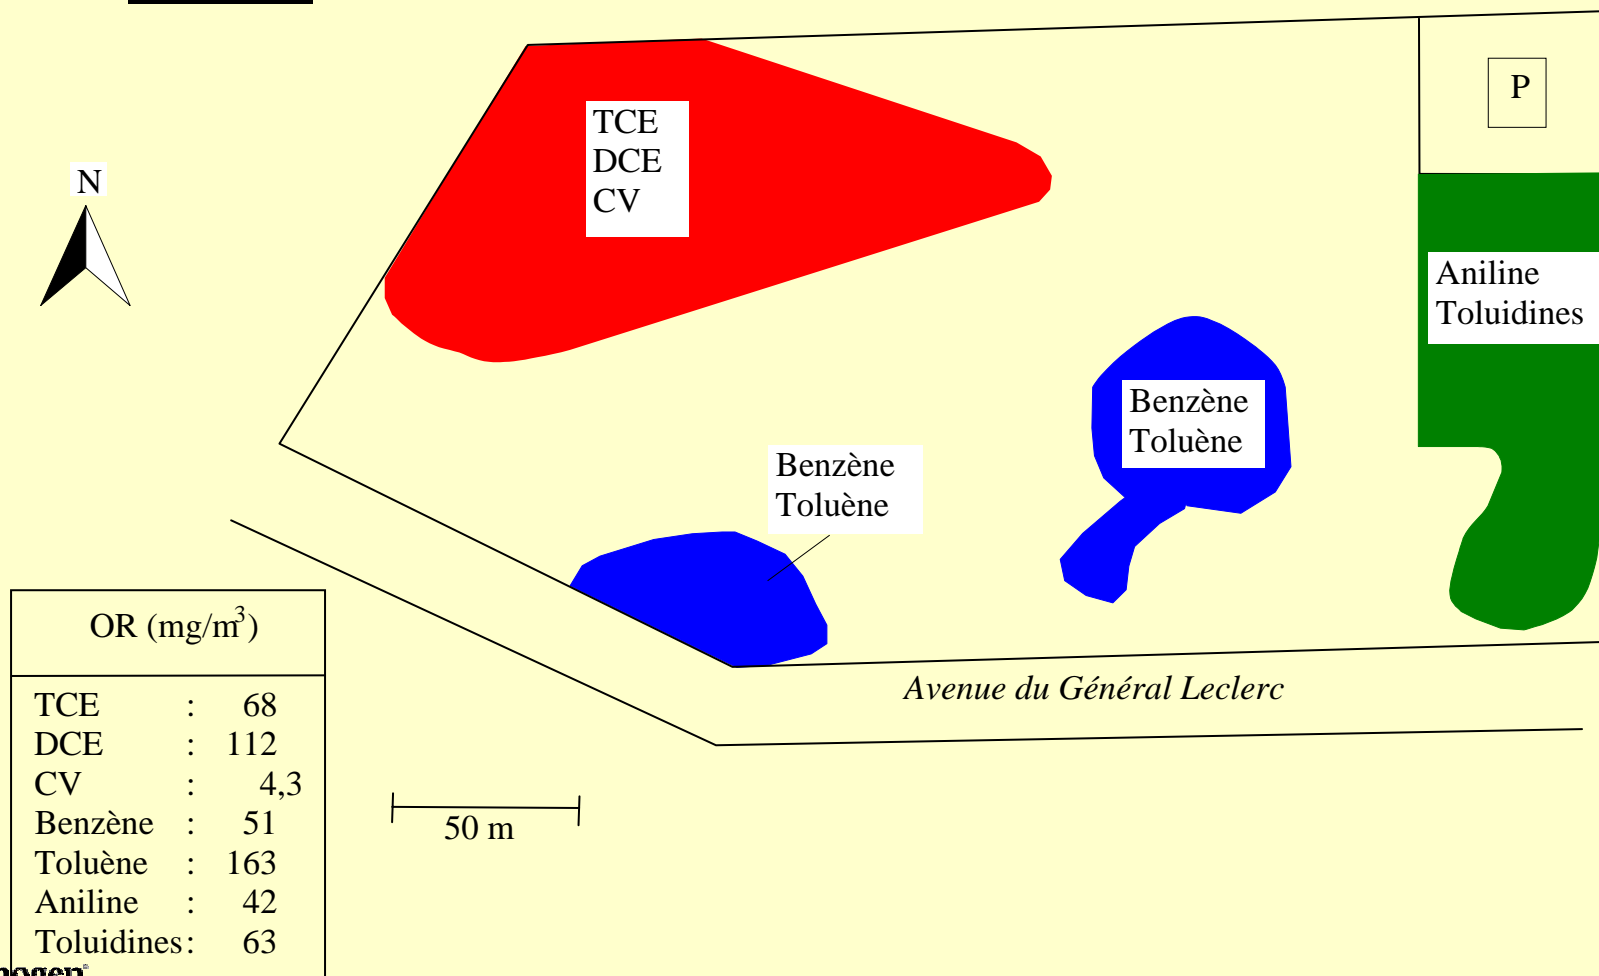 TCE
DCE
CV
P
N
Aniline
Toluidines
Benzène
Toluène
Benzène
Toluène
OR (mg/m³)
TCE : 68
DCE : 112
CV : 4,3
Benzène : 51
Toluène : 163
Aniline : 42
Toluidines: 63
Avenue du Général Leclerc
50 m